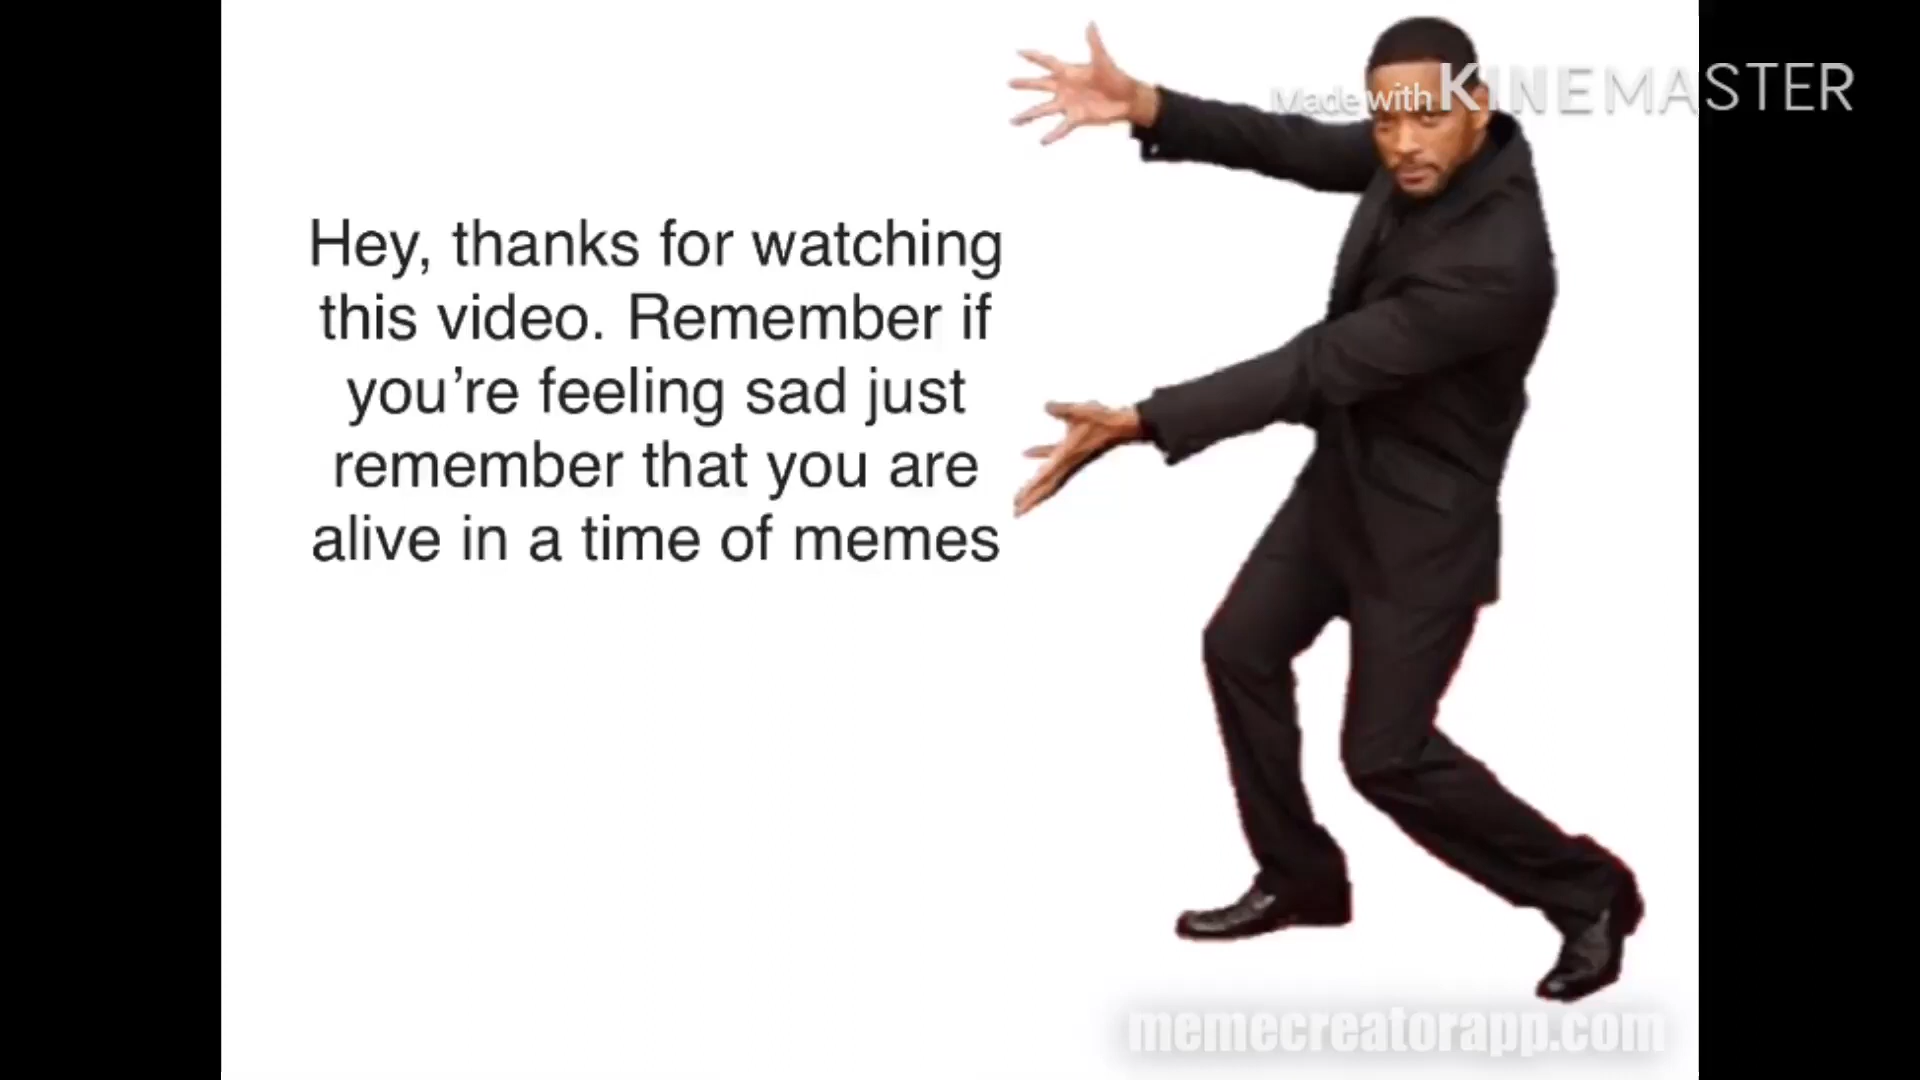 Made with KINEMASTER
Hey, thanks for watching
this video. Remember if
you’re feeling sad just
remember that you are
alive in a time of memes
memecreatorapp.com